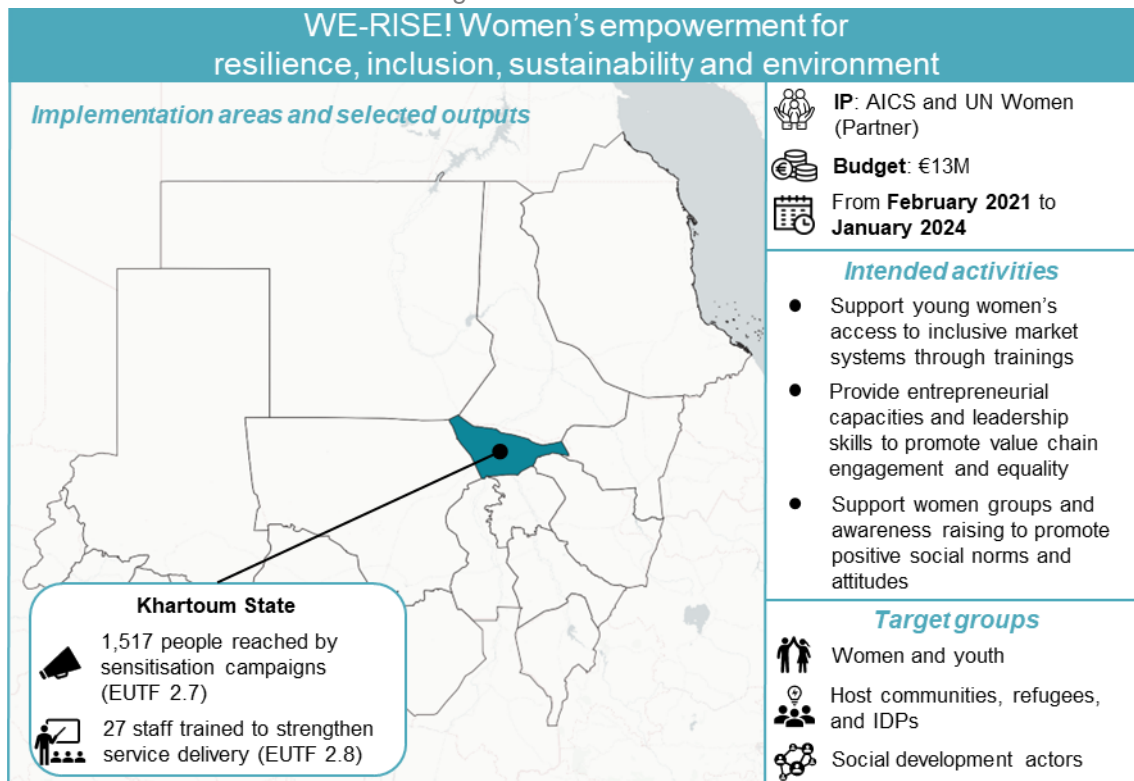 WE-RISE! Women's empowerment for
resilience, inclusion, sustainability and environment
Implementation areas and selected outputs
Khartoum State
1,517 people reached by
sensitisation campaigns
(EUTF 2.7)
27 staff trained to strengthen
service delivery (EUTF 2.8)
IP: AICS and UN Women
(Partner)
Budget: €13M
From February 2021 to
January 2024
Intended activities
● Support young women's
access to inclusive market
systems through trainings
● Provide entrepreneurial
capacities and leadership
skills to promote value chain
engagement and equality
● Support women groups and
awareness raising to promote
positive social norms and
attitudes
Target groups
Women and youth
Host communities, refugees,
and IDPs
Social development actors